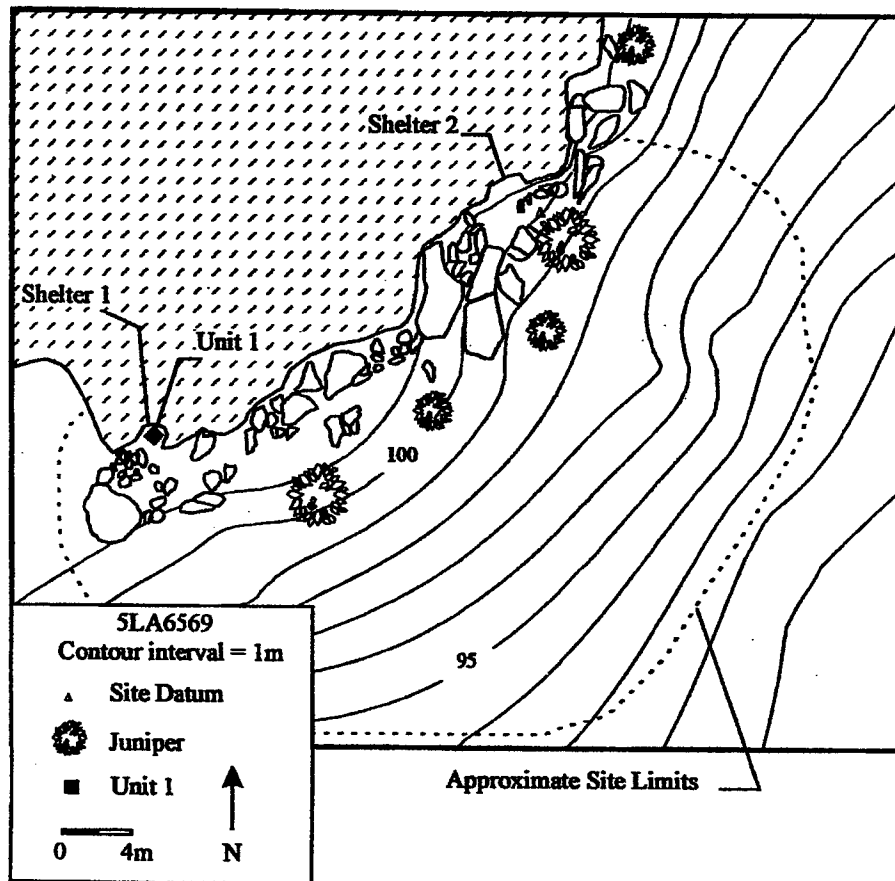 Shelter 2
Shelter 1
Unit 1
100
95
5LA6569
Contour interval = 1m
Site Datum
Juniper
Unit 1
0 4m
N
Approximate Site Limits